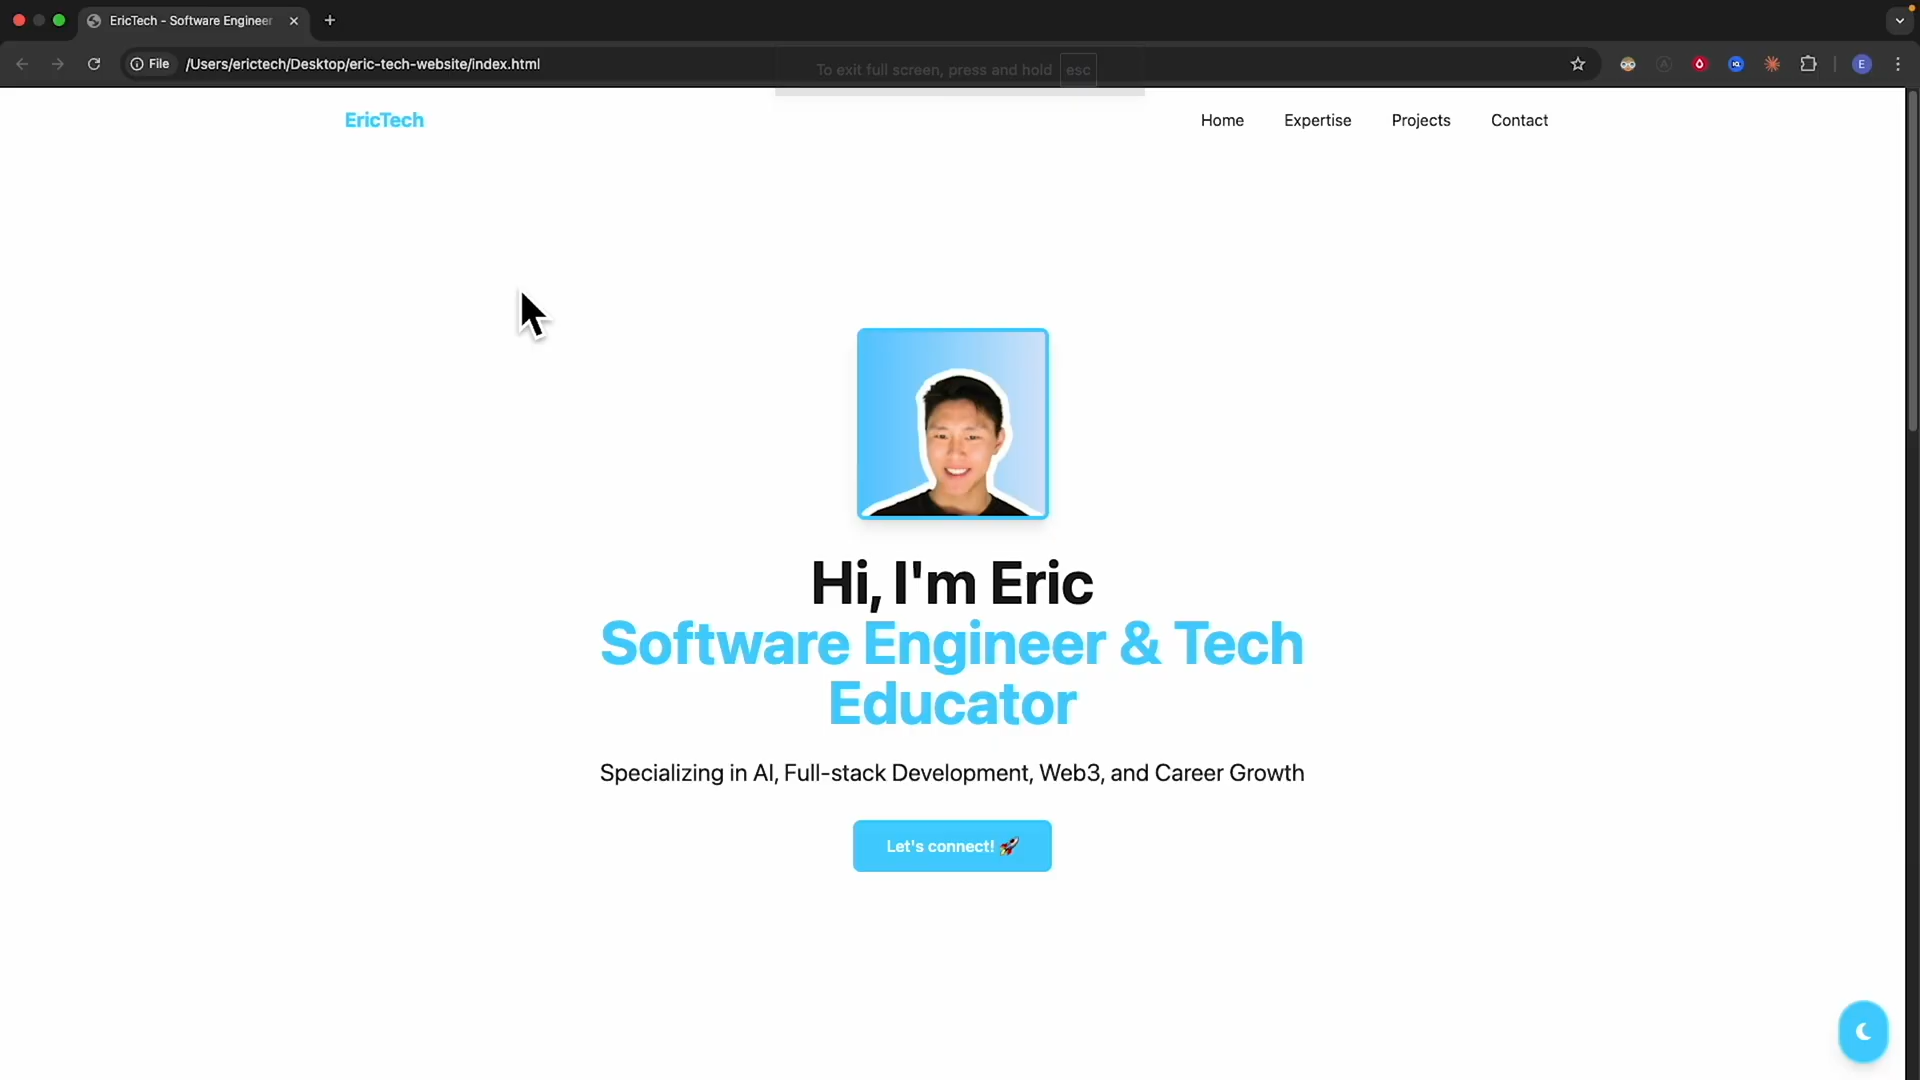 EricTech - Software Engineer
File
/Users/erictech/Desktop/eric-tech-website/index.html
To exit full screen, press and hold esc
E
EricTech
Home
Expertise
Projects
Contact
Hi, I'm Eric
Software Engineer & Tech
Educator
Specializing in AI, Full-stack Development, Web3, and Career Growth
Let's connect! 🚀